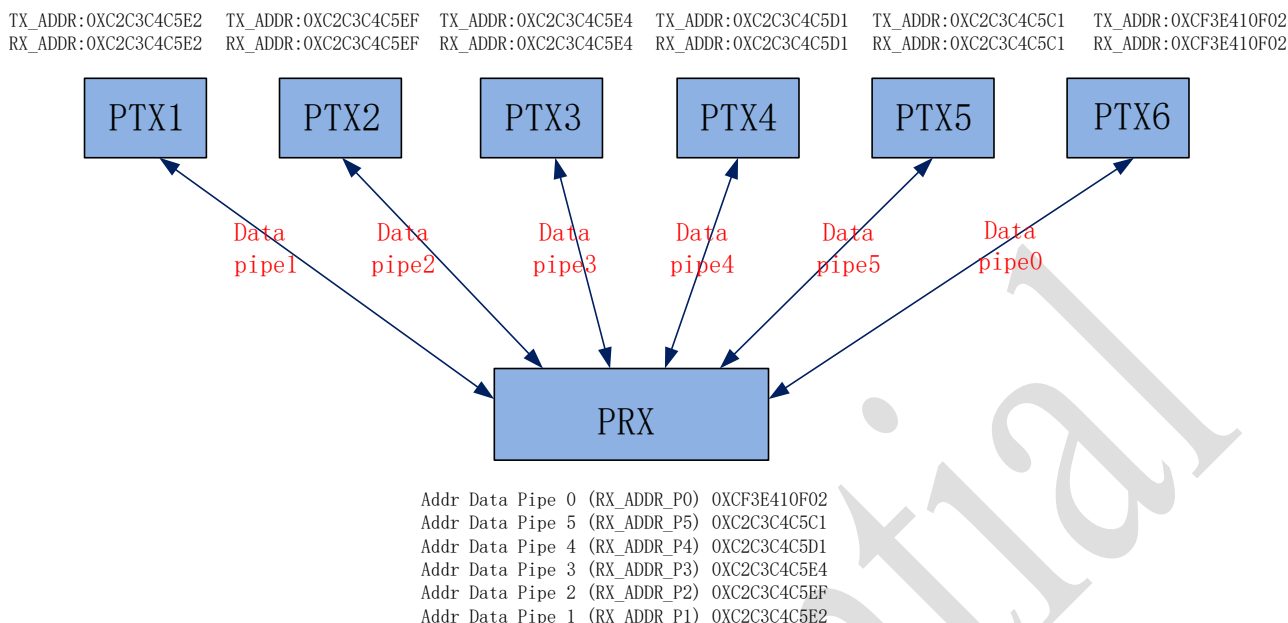 TX_ADDR:0XC2C3C4C5E2 TX_ADDR:0XC2C3C4C5EF TX_ADDR:0XC2C3C4C5E4 TX_ADDR:0XC2C3C4C5D1 TX_ADDR:0XC2C3C4C5C1 TX_ADDR:0XCF3E410F02
RX_ADDR:0XC2C3C4C5E2 RX_ADDR:0XC2C3C4C5EF RX_ADDR:0XC2C3C4C5E4 RX_ADDR:0XC2C3C4C5D1 RX_ADDR:0XC2C3C4C5C1 RX_ADDR:0XCF3E410F02
PTX1 PTX2 PTX3 PTX4 PTX5 PTX6
Data Data Data Data Data Data
pipe1 pipe2 pipe3 pipe4 pipe5 pipe0
PRX
Addr Data Pipe 0 (RX_ADDR_P0) 0XCF3E410F02
Addr Data Pipe 5 (RX_ADDR_P5) 0XC2C3C4C5C1
Addr Data Pipe 4 (RX_ADDR_P4) 0XC2C3C4C5D1
Addr Data Pipe 3 (RX_ADDR_P3) 0XC2C3C4C5E4
Addr Data Pipe 2 (RX_ADDR_P2) 0XC2C3C4C5EF
Addr Data Pipe 1 (RX_ADDR_P1) 0XC2C3C4C5E2
ntial